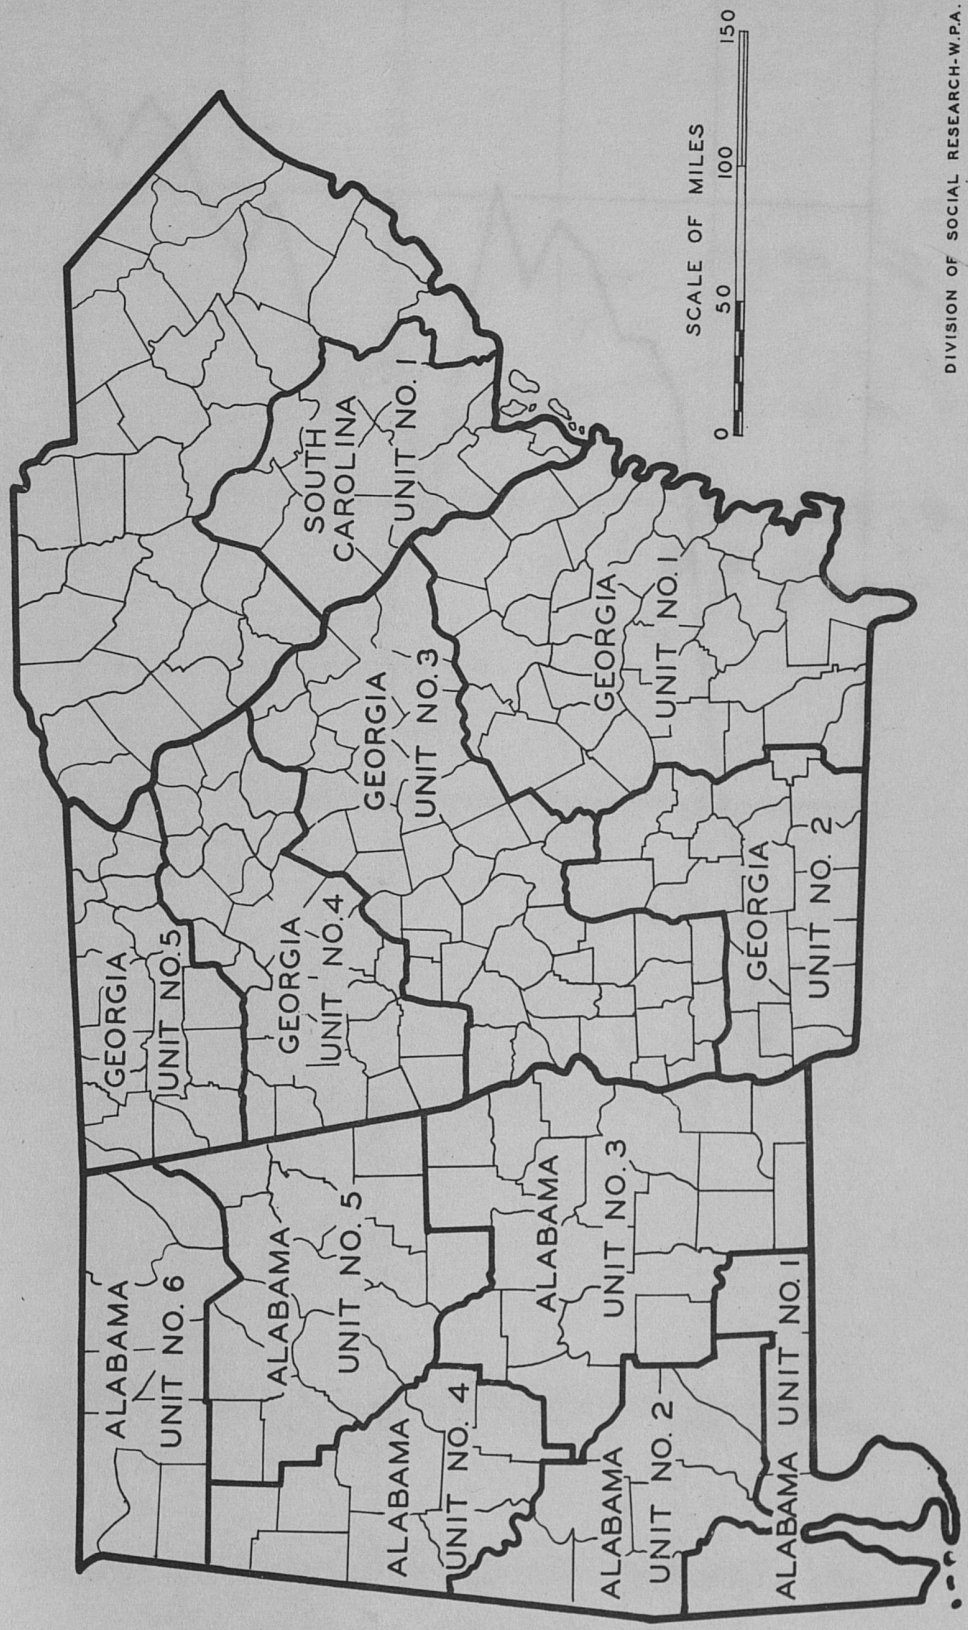 ALABAMA
UNIT NO. 6
GEORGIA
UNIT NO. 5
ALABAMA
UNIT NO. 5
GEORGIA
UNIT NO. 4
SOUTH
CAROLINA
UNIT NO. 1
ALABAMA
UNIT NO. 4
GEORGIA
UNIT NO. 3
ALABAMA
UNIT NO. 3
GEORGIA
UNIT NO. 1
ALABAMA
UNIT NO. 2
GEORGIA
UNIT NO. 2
ALABAMA UNIT NO. 1
SCALE OF MILES
0 50 100 150
DIVISION OF SOCIAL RESEARCH-W.P.A.